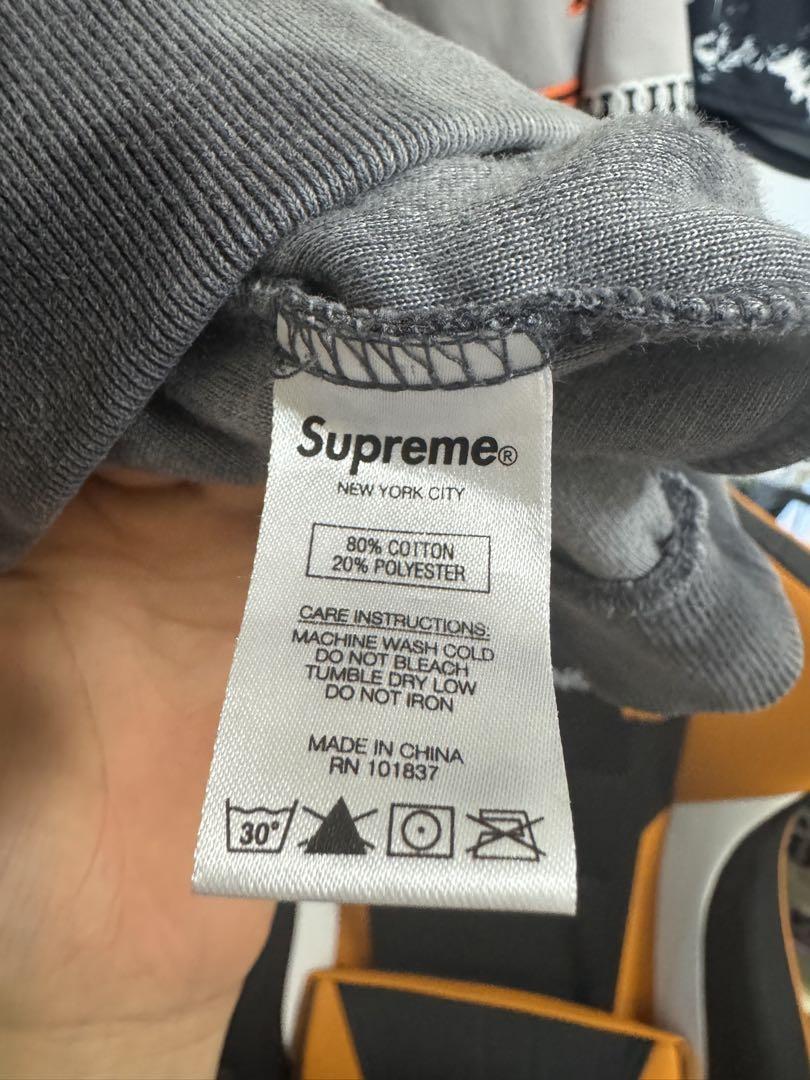 Supreme®
NEW YORK CITY
80% COTTON
20% POLYESTER
CARE INSTRUCTIONS:
MACHINE WASH COLD
DO NOT BLEACH
TUMBLE DRY LOW
DO NOT IRON
MADE IN CHINA
RN 101837
30°